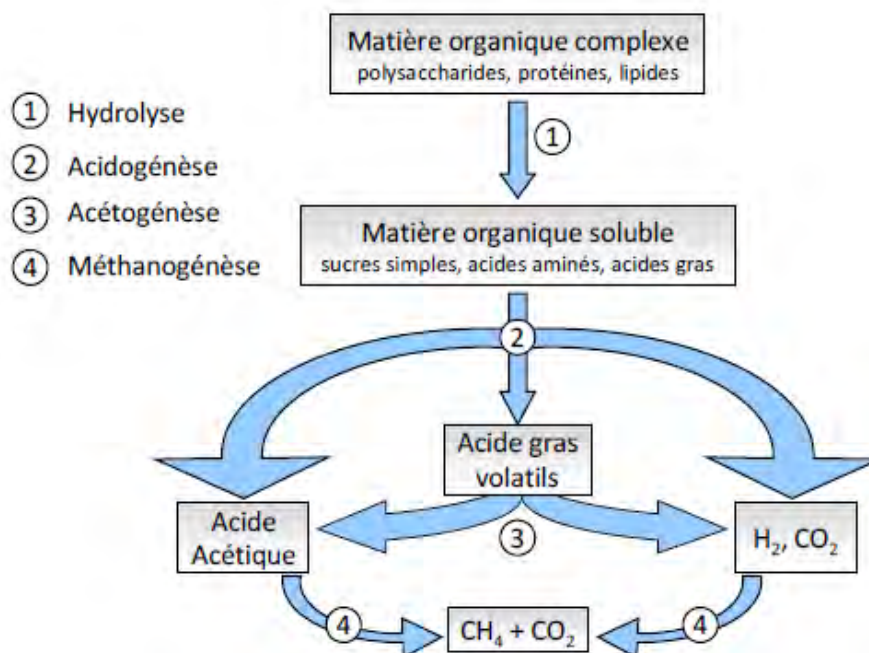 Matière organique complexe
polysaccharides, protéines, lipides
① Hydrolyse
② Acidogénèse
③ Acétogénèse
④ Méthanogénèse
①
Matière organique soluble
sucres simples, acides aminés, acides gras
②
Acide gras
volatils
Acide
Acétique
③
H₂, CO₂
④
CH₄ + CO₂
④